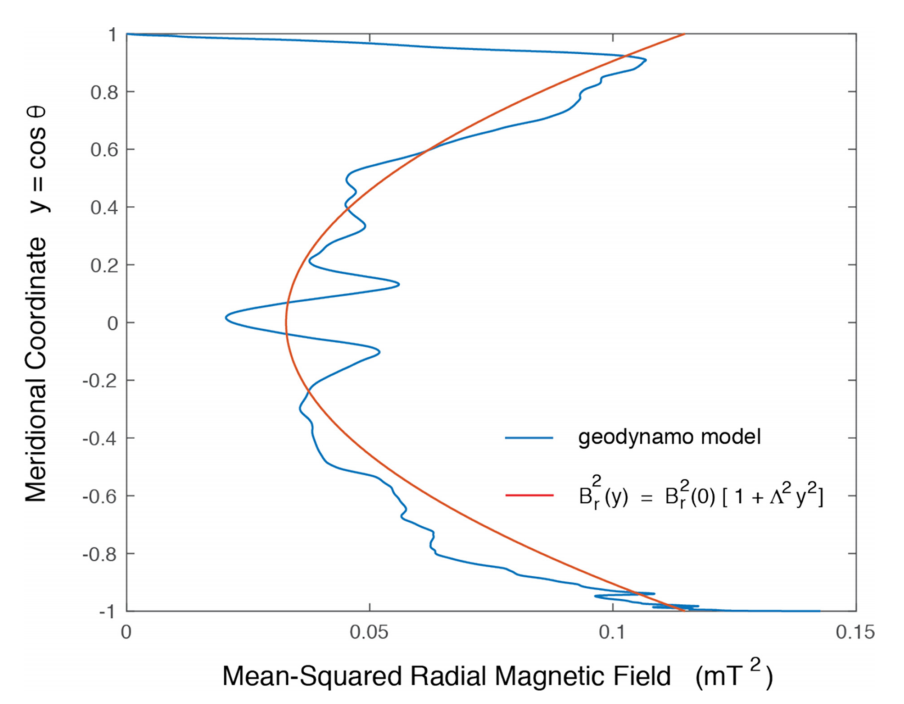 1
0.8
0.6
0.4
0.2
0
-0.2
-0.4
-0.6
-0.8
-1
Meridional Coordinate y = cos θ
geodynamo model
B_r^2(y) = B_r^2(0) [ 1 + Λ^2 y^2]
0 0.05 0.1 0.15
Mean-Squared Radial Magnetic Field (mT^2)